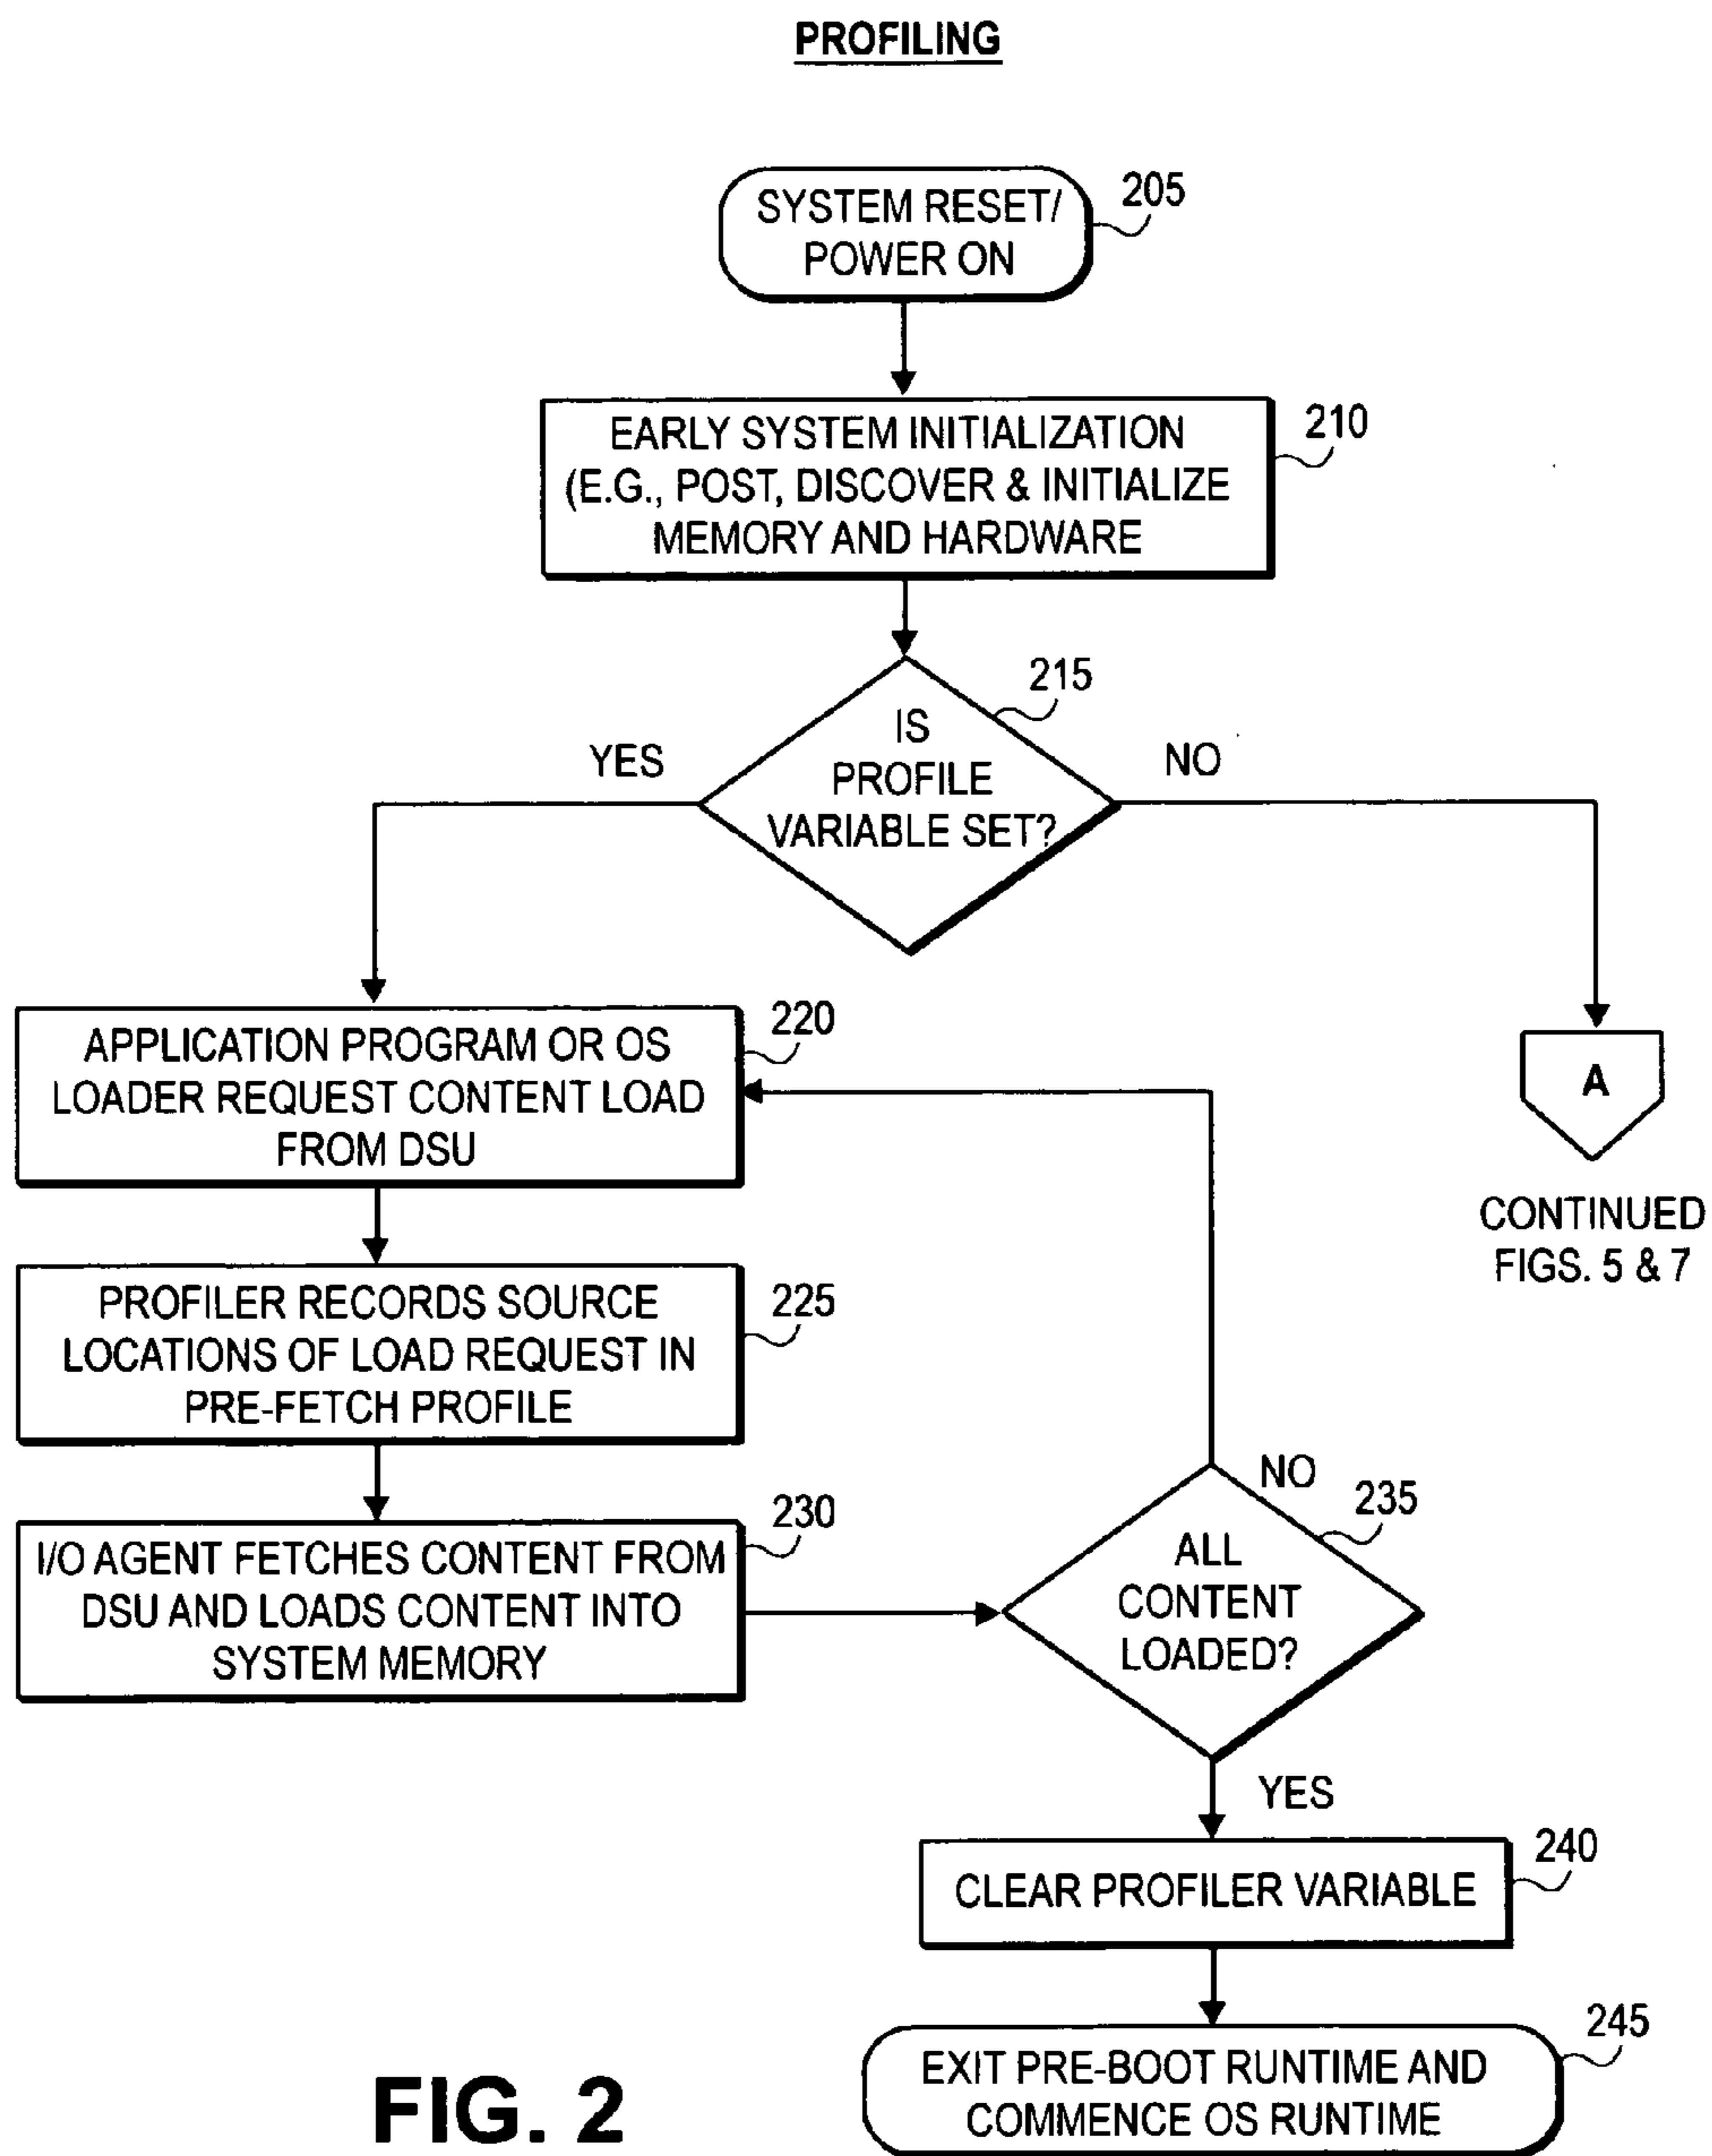 PROFILING
SYSTEM RESET/
POWER ON
205
EARLY SYSTEM INITIALIZATION
(E.G., POST, DISCOVER & INITIALIZE
MEMORY AND HARDWARE
210
IS
PROFILE
VARIABLE SET?
215
YES
NO
APPLICATION PROGRAM OR OS
LOADER REQUEST CONTENT LOAD
FROM DSU
220
A
CONTINUED
FIGS. 5 & 7
PROFILER RECORDS SOURCE
LOCATIONS OF LOAD REQUEST IN
PRE-FETCH PROFILE
225
I/O AGENT FETCHES CONTENT FROM
DSU AND LOADS CONTENT INTO
SYSTEM MEMORY
230
NO
ALL
CONTENT
LOADED?
235
YES
CLEAR PROFILER VARIABLE
240
EXIT PRE-BOOT RUNTIME AND
COMMENCE OS RUNTIME
245
FIG. 2